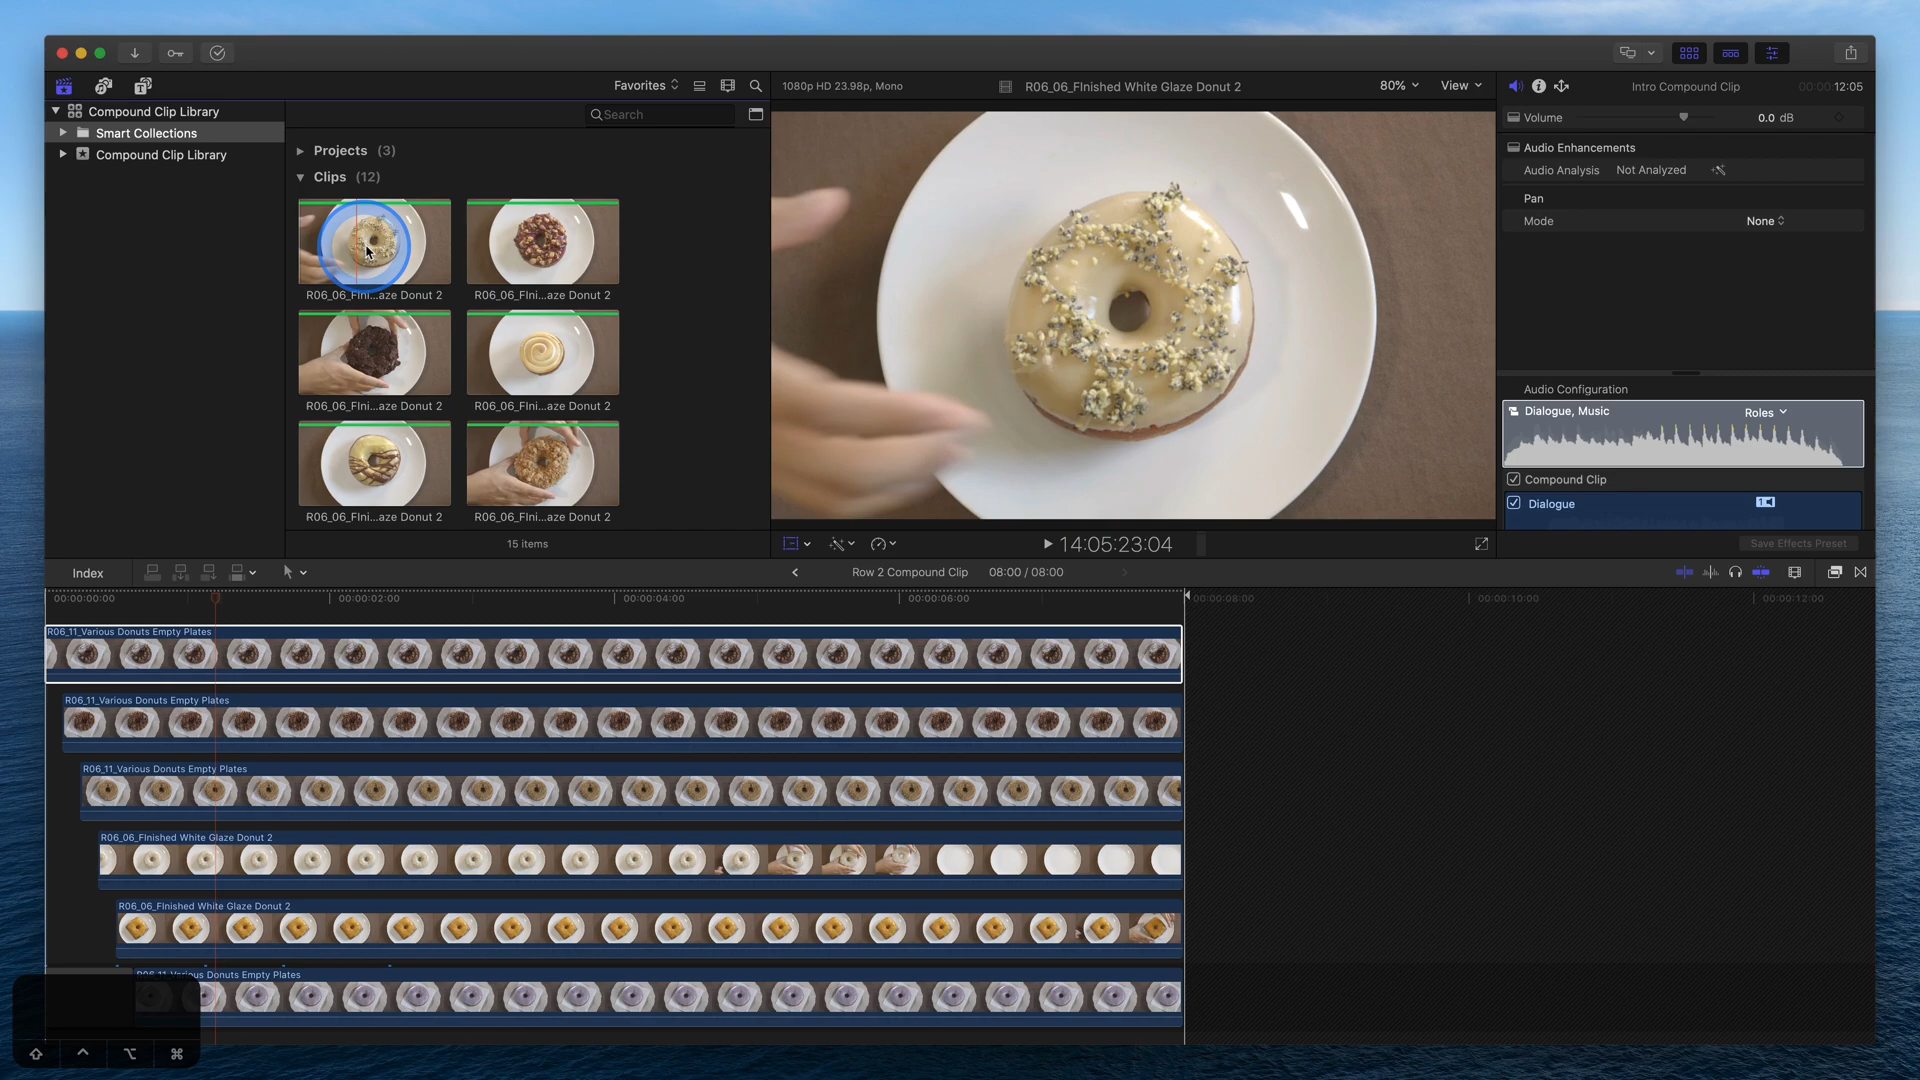 Favorites
1080p HD 23.98p, Mono
R06_06_FInished White Glaze Donut 2
80%
View
Intro Compound Clip
00:00:12:05
Compound Clip Library
Smart Collections
Compound Clip Library
Search
Projects (3)
Clips (12)
R06_06_FIni...aze Donut 2
R06_06_FIni...aze Donut 2
R06_06_FIni...aze Donut 2
R06_06_FIni...aze Donut 2
R06_06_FIni...aze Donut 2
R06_06_FIni...aze Donut 2
15 items
14:05:23:04
Volume
0.0 dB
Audio Enhancements
Audio Analysis Not Analyzed
Pan
Mode
None
Audio Configuration
Dialogue, Music
Roles
Compound Clip
Dialogue
Save Effects Preset
Index
Row 2 Compound Clip
08:00 / 08:00
00:00:00:00
00:00:02:00
00:00:04:00
00:00:06:00
00:00:08:00
00:00:10:00
00:00:12:00
R06_11_Various Donuts Empty Plates
R06_11_Various Donuts Empty Plates
R06_11_Various Donuts Empty Plates
R06_06_FInished White Glaze Donut 2
R06_06_FInished White Glaze Donut 2
R06_11_Various Donuts Empty Plates